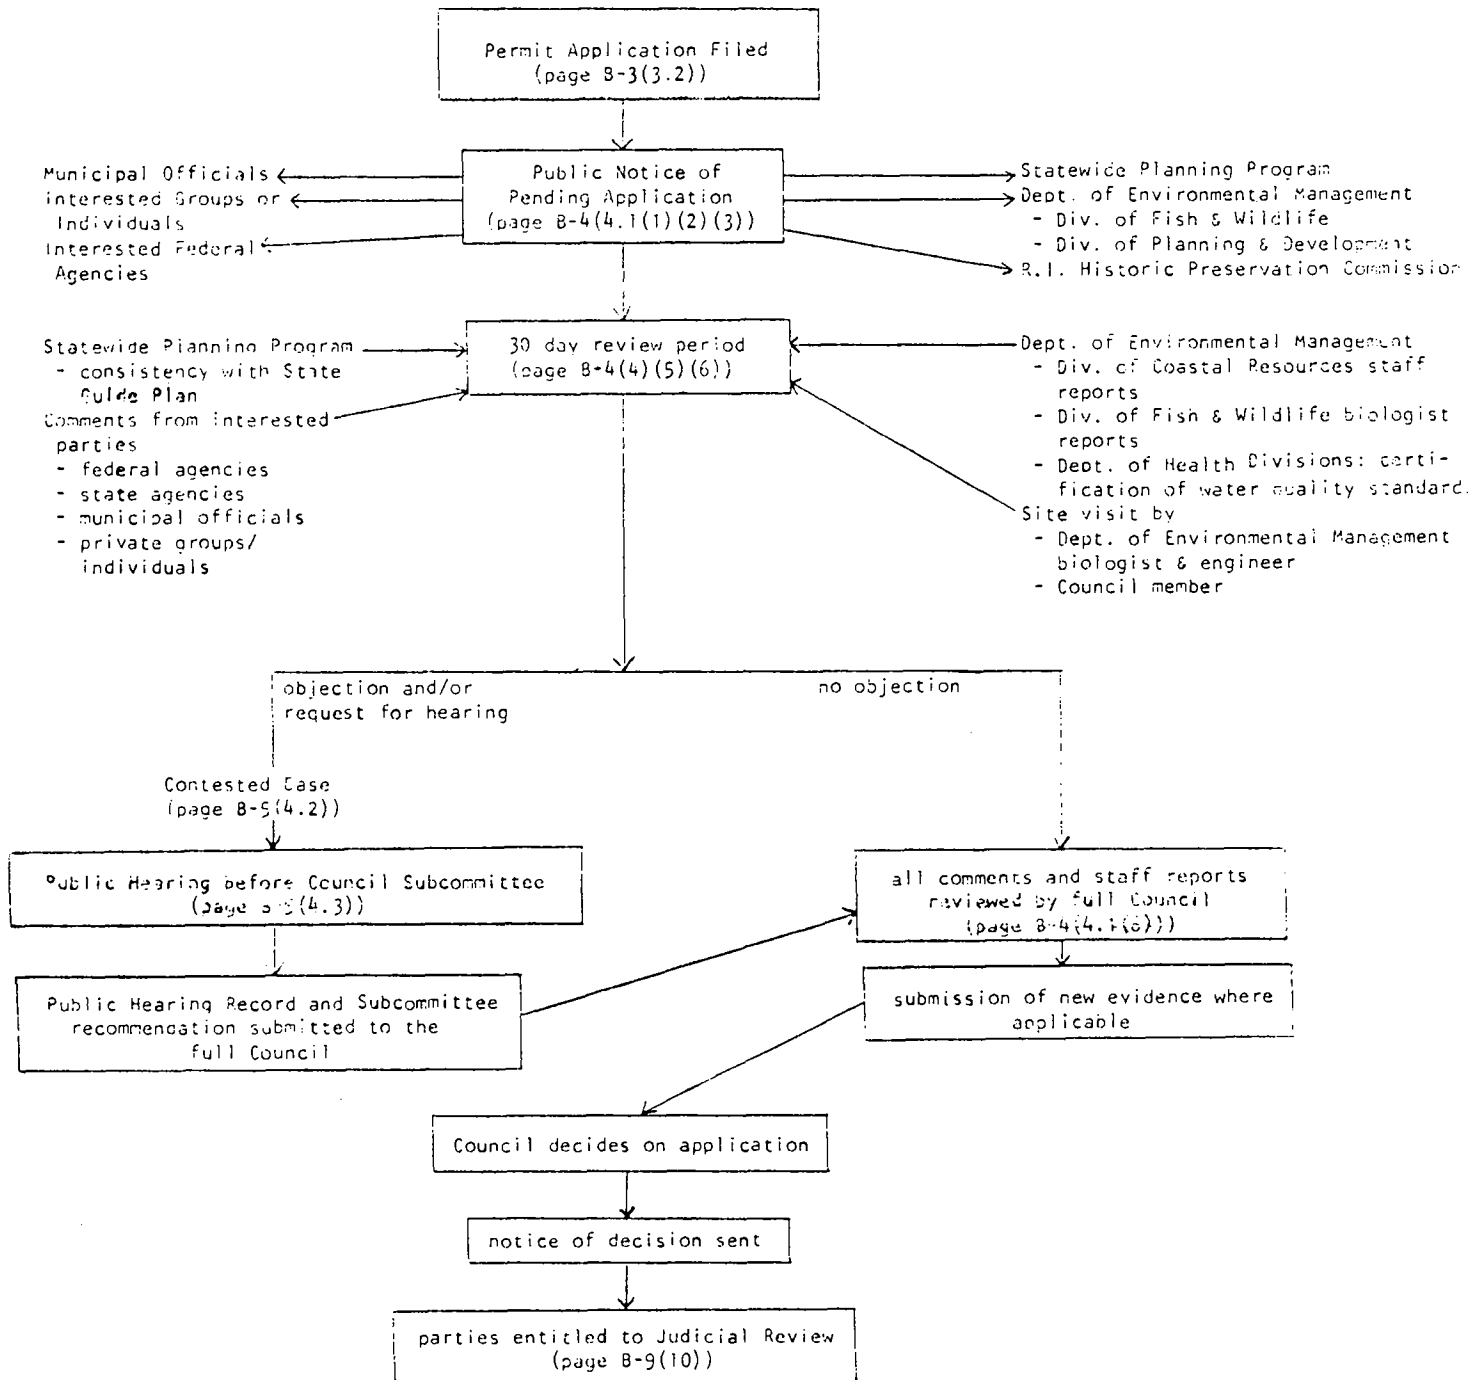 Permit Application Filed
(page B-3(3.2))
Municipal Officials
Interested Groups or
Individuals
Interested Federal
Agencies
Public Notice of
Pending Application
(page B-4(4.1(1)(2)(3))
Statewide Planning Program
Dept. of Environmental Management
- Div. of Fish & Wildlife
- Div. of Planning & Development
R.I. Historic Preservation Commission
Statewide Planning Program
- consistency with State
Guide Plan
Comments from interested
parties
- federal agencies
- state agencies
- municipal officials
- private groups/
individuals
30 day review period
(page B-4(4)(5)(6))
Dept. of Environmental Management
- Div. of Coastal Resources staff
reports
- Div. of Fish & Wildlife biologist
reports
- Dept. of Health Divisions: certi-
fication of water quality standard.
Site visit by
- Dept. of Environmental Management
biologist & engineer
- Council member
objection and/or
request for hearing
no objection
Contested Case
(page B-5(4.2))
Public Hearing before Council Subcommittee
(page B-5(4.3))
all comments and staff reports
reviewed by full Council
(page B-4(4.1(6)))
Public Hearing Record and Subcommittee
recommendation submitted to the
full Council
submission of new evidence where
applicable
Council decides on application
notice of decision sent
parties entitled to Judicial Review
(page B-9(10))